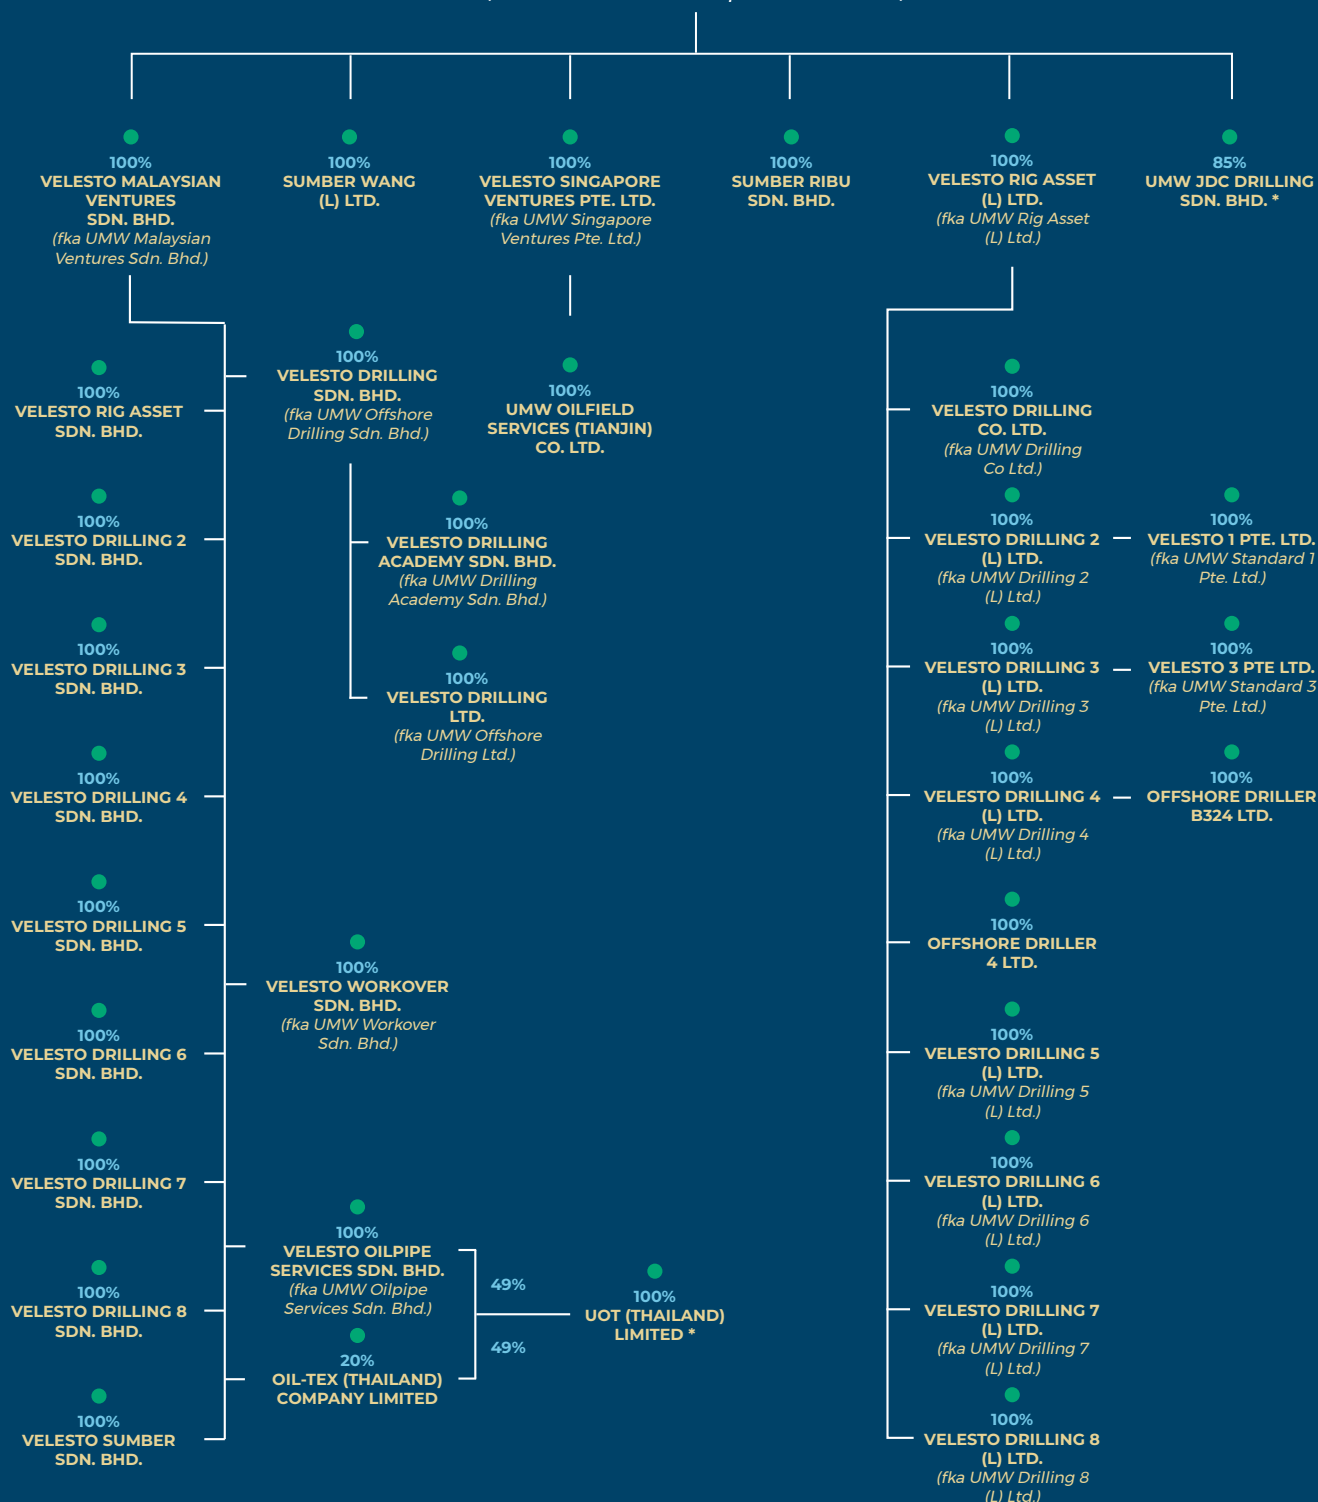 100%
VELESTO MALAYSIAN
VENTURES
SDN. BHD.
(fka UMW Malaysian
Ventures Sdn. Bhd.)
100%
SUMBER WANG
(L) LTD.
100%
VELESTO SINGAPORE
VENTURES PTE. LTD.
(fka UMW Singapore
Ventures Pte. Ltd.)
100%
SUMBER RIBU
SDN. BHD.
100%
VELESTO RIG ASSET
(L) LTD.
(fka UMW Rig Asset
(L) Ltd.)
85%
UMW JDC DRILLING
SDN. BHD. *
100%
VELESTO RIG ASSET
SDN. BHD.
100%
VELESTO DRILLING 2
SDN. BHD.
100%
VELESTO DRILLING 3
SDN. BHD.
100%
VELESTO DRILLING 4
SDN. BHD.
100%
VELESTO DRILLING 5
SDN. BHD.
100%
VELESTO DRILLING 6
SDN. BHD.
100%
VELESTO DRILLING 7
SDN. BHD.
100%
VELESTO DRILLING 8
SDN. BHD.
100%
VELESTO SUMBER
SDN. BHD.
100%
VELESTO DRILLING
SDN. BHD.
(fka UMW Offshore
Drilling Sdn. Bhd.)
100%
VELESTO DRILLING
ACADEMY SDN. BHD.
(fka UMW Drilling
Academy Sdn. Bhd.)
100%
VELESTO DRILLING
LTD.
(fka UMW Offshore
Drilling Ltd.)
100%
VELESTO WORKOVER
SDN. BHD.
(fka UMW Workover
Sdn. Bhd.)
100%
VELESTO OILPIPE
SERVICES SDN. BHD.
(fka UMW Oilpipe
Services Sdn. Bhd.)
20%
OIL-TEX (THAILAND)
COMPANY LIMITED
49%
49%
100%
UOT (THAILAND)
LIMITED *
100%
UMW OILFIELD
SERVICES (TIANJIN)
CO. LTD.
100%
VELESTO DRILLING
CO. LTD.
(fka UMW Drilling
Co Ltd.)
100%
VELESTO DRILLING 2
(L) LTD.
(fka UMW Drilling 2
(L) Ltd.)
100%
VELESTO 1 PTE. LTD.
(fka UMW Standard 1
Pte. Ltd.)
100%
VELESTO DRILLING 3
(L) LTD.
(fka UMW Drilling 3
(L) Ltd.)
100%
VELESTO 3 PTE LTD.
(fka UMW Standard 3
Pte. Ltd.)
100%
VELESTO DRILLING 4
(L) LTD.
(fka UMW Drilling 4
(L) Ltd.)
100%
OFFSHORE DRILLER
B324 LTD.
100%
OFFSHORE DRILLER
4 LTD.
100%
VELESTO DRILLING 5
(L) LTD.
(fka UMW Drilling 5
(L) Ltd.)
100%
VELESTO DRILLING 6
(L) LTD.
(fka UMW Drilling 6
(L) Ltd.)
100%
VELESTO DRILLING 7
(L) LTD.
(fka UMW Drilling 7
(L) Ltd.)
100%
VELESTO DRILLING 8
(L) LTD.
(fka UMW Drilling 8
(L) Ltd.)